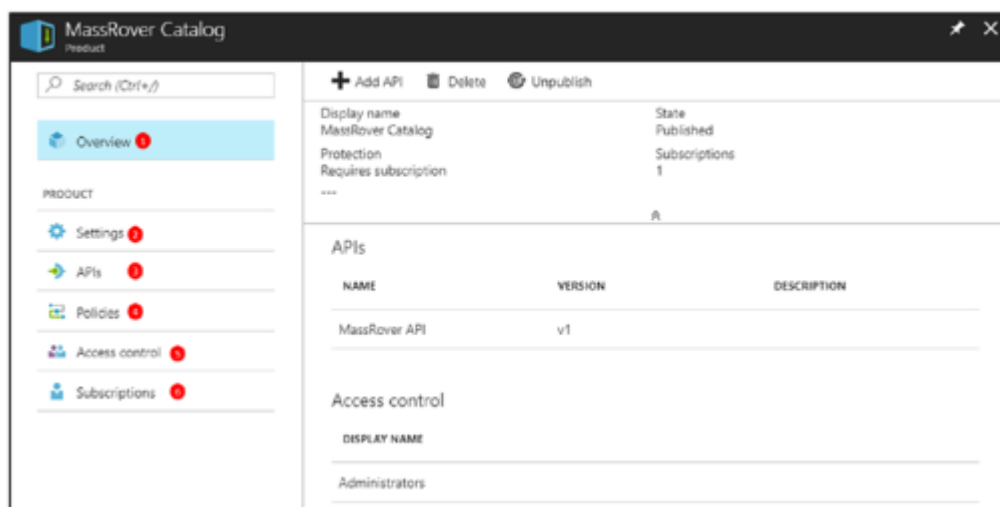 MassRover Catalog
Product
Search (Ctrl+/)
Overview 1
PRODUCT
Settings 2
APIs 3
Policies 4
Access control 5
Subscriptions 6
Add API Delete Unpublish
Display name State
MassRover Catalog Published
Protection Subscriptions
Requires subscription 1
---
APIs
NAME VERSION DESCRIPTION
MassRover API v1
Access control
DISPLAY NAME
Administrators